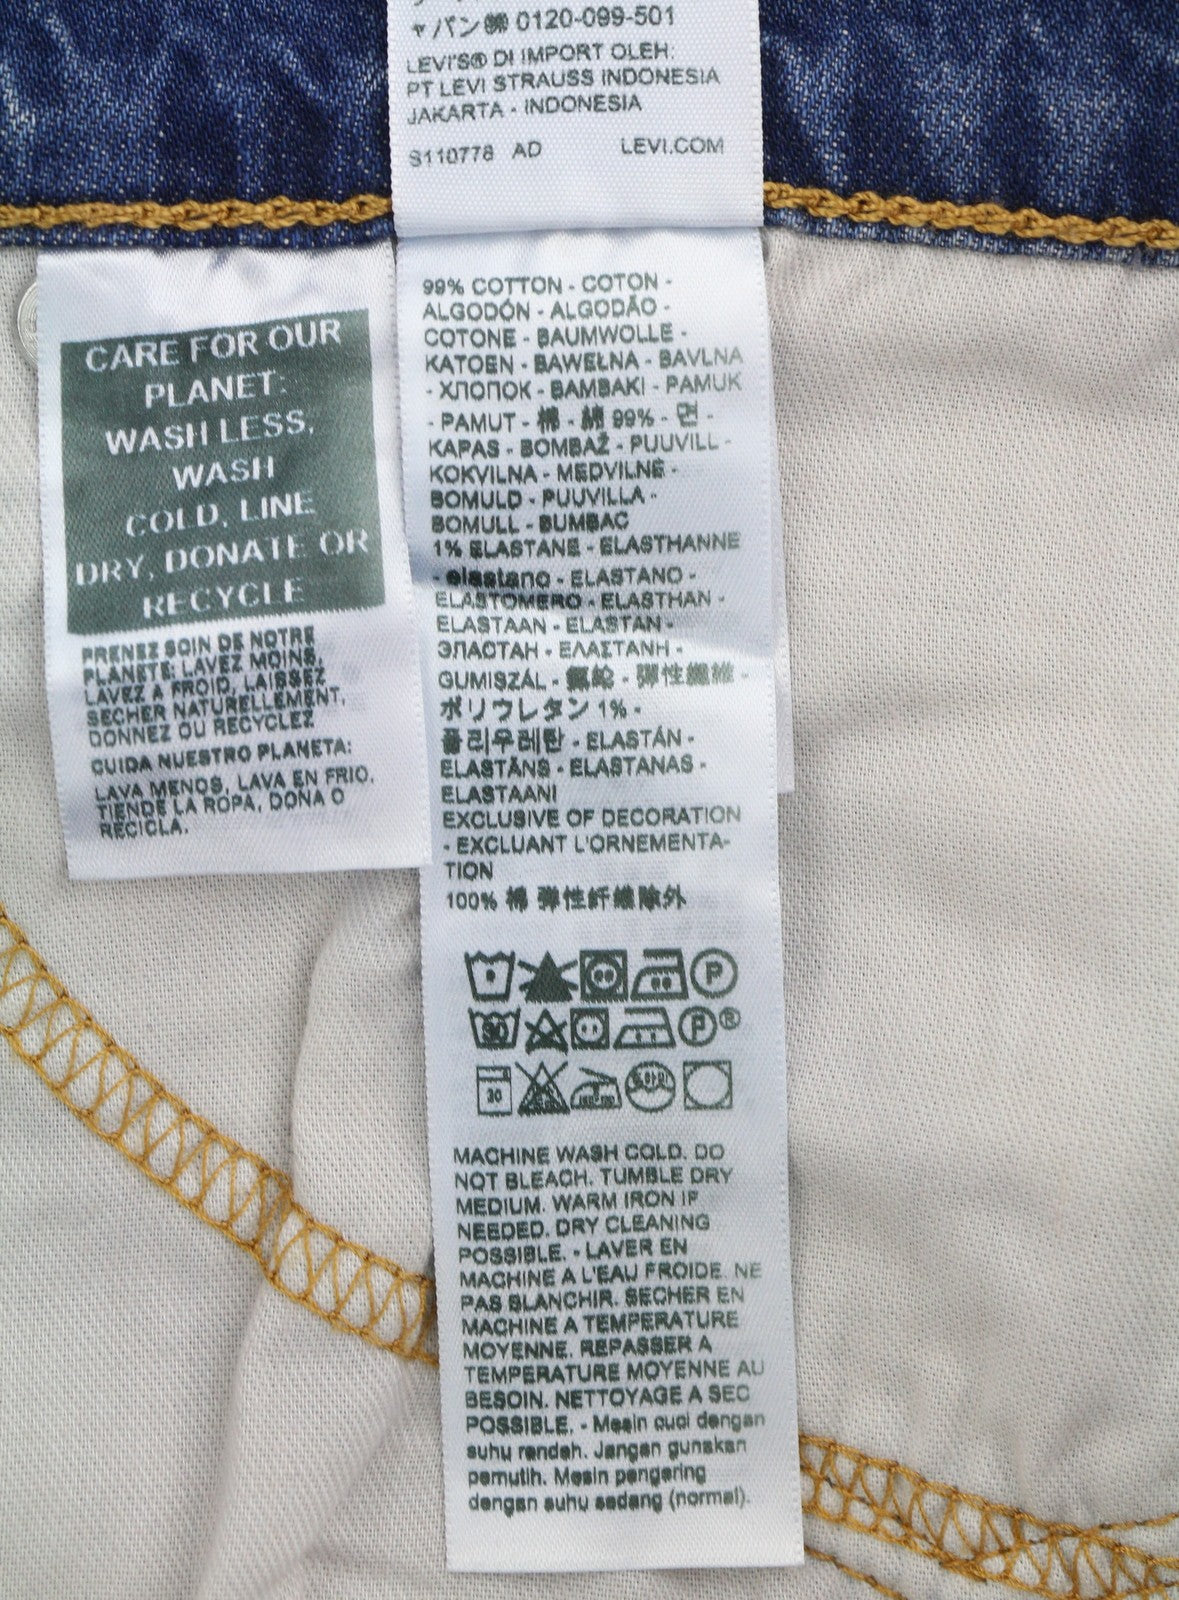 ャパン㈱ 0120-099-501
LEVI'S® DI IMPORT OLEH:
PT LEVI STRAUSS INDONESIA
JAKARTA - INDONESIA
S110778 AD LEVI.COM
CARE FOR OUR
PLANET:
WASH LESS,
WASH
COLD, LINE
DRY, DONATE OR
RECYCLE
PRENEZ SOIN DE NOTRE
PLANÈTE: LAVEZ MOINS,
LAVEZ A FROID, LAISSEZ
SECHER NATURELLEMENT,
DONNEZ OU RECYCLEZ
CUIDA NUESTRO PLANETA:
LAVA MENOS, LAVA EN FRIO,
TIENDE LA ROPA, DONA O
RECICLA.
99% COTTON - COTON -
ALGODÓN - ALGODÃO -
COTONE - BAUMWOLLE -
KATOEN - BAWEŁNA - BAVLNA
- ХЛОПОК - BAMBAKI - PAMUK
- PAMUT - 棉 - 綿 99% - 면 -
KAPAS - BOMBAŽ - PUUVILL -
KOKVILNA - MEDVILNĖ -
BOMULD - PUUVILLA -
BOMULL - BUMBAC
1% ELASTANE - ELASTHANNE
- elastano - ELASTANO -
ELASTOMERO - ELASTHAN -
ELASTAAN - ELASTAN -
ЭЛАСТАН - ΕΛΑΣΤΑΝΗ -
GUMISZÁL - 氨纶 - 彈性纖維 -
ポリウレタン 1% -
폴리우레탄 - ELASTÁN -
ELASTĀNS - ELASTANAS -
ELASTAANI
EXCLUSIVE OF DECORATION
- EXCLUANT L'ORNEMENTA-
TION
100% 棉 弹性纤维除外
P
30 P®
30 드라이
MACHINE WASH COLD. DO
NOT BLEACH. TUMBLE DRY
MEDIUM. WARM IRON IF
NEEDED. DRY CLEANING
POSSIBLE. - LAVER EN
MACHINE A L'EAU FROIDE. NE
PAS BLANCHIR. SECHER EN
MACHINE A TEMPERATURE
MOYENNE. REPASSER A
TEMPERATURE MOYENNE AU
BESOIN. NETTOYAGE A SEC
POSSIBLE. - Mesin cuci dengan
suhu rendah. Jangan gunakan
pemutih. Mesin pengering
dengan suhu sedang (normal).